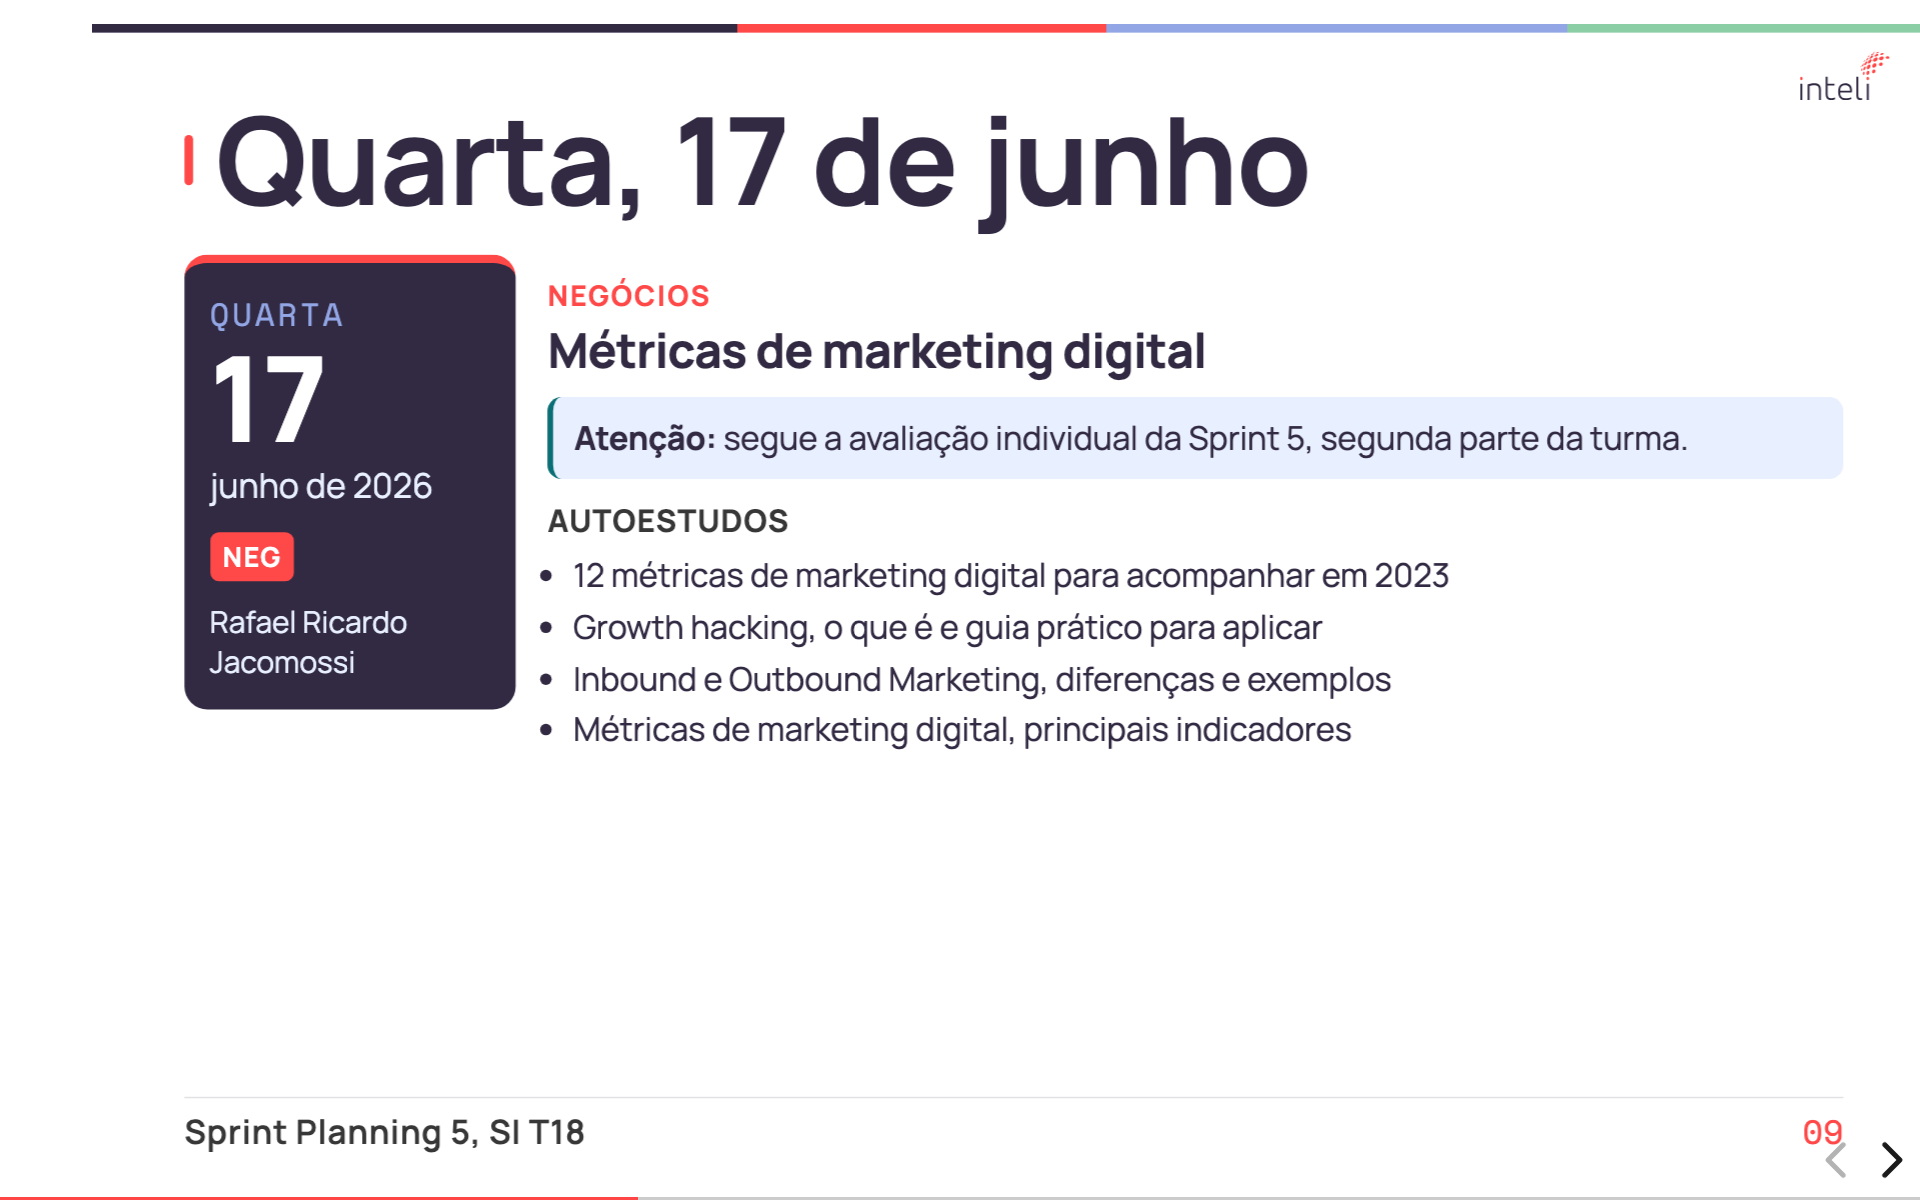 inteli
Quarta, 17 de junho
QUARTA
17
junho de 2026
NEG
Rafael Ricardo
Jacomossi
NEGÓCIOS
Métricas de marketing digital
Atenção: segue a avaliação individual da Sprint 5, segunda parte da turma.
AUTOESTUDOS
• 12 métricas de marketing digital para acompanhar em 2023
• Growth hacking, o que é e guia prático para aplicar
• Inbound e Outbound Marketing, diferenças e exemplos
• Métricas de marketing digital, principais indicadores
Sprint Planning 5, SI T18
09